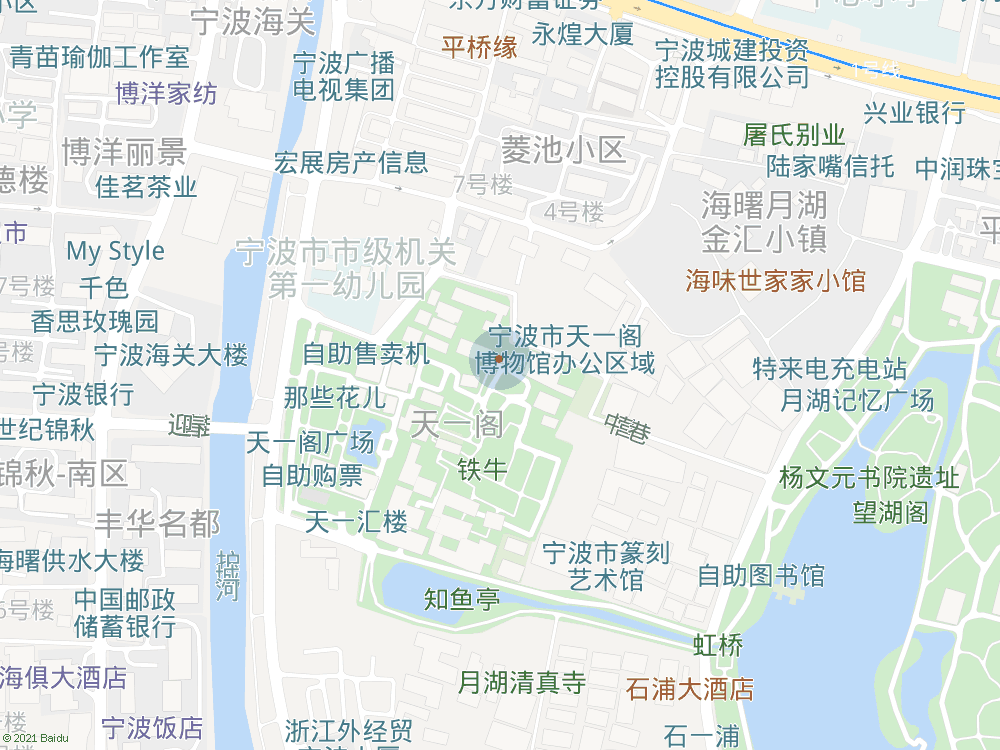 宁波海关
永煌大厦
平桥缘
青苗瑜伽工作室
宁波广播
电视集团
宁波城建投资
控股有限公司
1号线
博洋家纺
兴业银行
屠氏别业
博洋丽景
宏展房产信息
菱池小区
陆家嘴信托
中润珠宝
德楼
佳茗茶业
7号楼
4号楼
海曙月湖
金汇小镇
My Style
宁波市市级机关
第一幼儿园
千色
7号楼
海味世家家小馆
香思玫瑰园
宁波海关大楼
自助售卖机
宁波市天一阁
博物馆办公区域
特来电充电站
月湖记忆广场
宁波银行
那些花儿
世纪锦秋
天一阁
天一阁广场
锦秋-南区
自助购票
铁牛
杨文元书院遗址
望湖阁
丰华名都
天一汇楼
宁波市篆刻
艺术馆
海曙供水大楼
护城河
自助图书馆
中国邮政
储蓄银行
6号楼
知鱼亭
虹桥
海俱大酒店
月湖清真寺
石浦大酒店
宁波饭店
浙江外经贸
石一浦
© 2021 Baidu